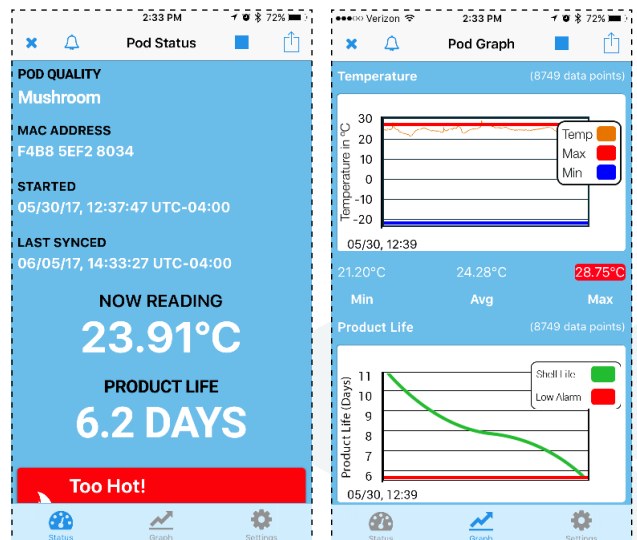 2:33 PM
72%
Pod Status
POD QUALITY
Mushroom
MAC ADDRESS
F4B8 5EF2 8034
STARTED
05/30/17, 12:37:47 UTC-04:00
LAST SYNCED
06/05/17, 14:33:27 UTC-04:00
NOW READING
23.91°C
PRODUCT LIFE
6.2 DAYS
Too Hot!
Status
Graph
Settings
Verizon
2:33 PM
72%
Pod Graph
Temperature
(8749 data points)
Temperature in °C
30
20
10
0
-10
-20
Temp
Max
Min
05/30, 12:39
21.20°C
24.28°C
28.75°C
Min
Avg
Max
Product Life
(8749 data points)
Product Life (Days)
11
10
9
8
7
6
Shell Life
Low Alarm
05/30, 12:39
Status
Graph
Settings